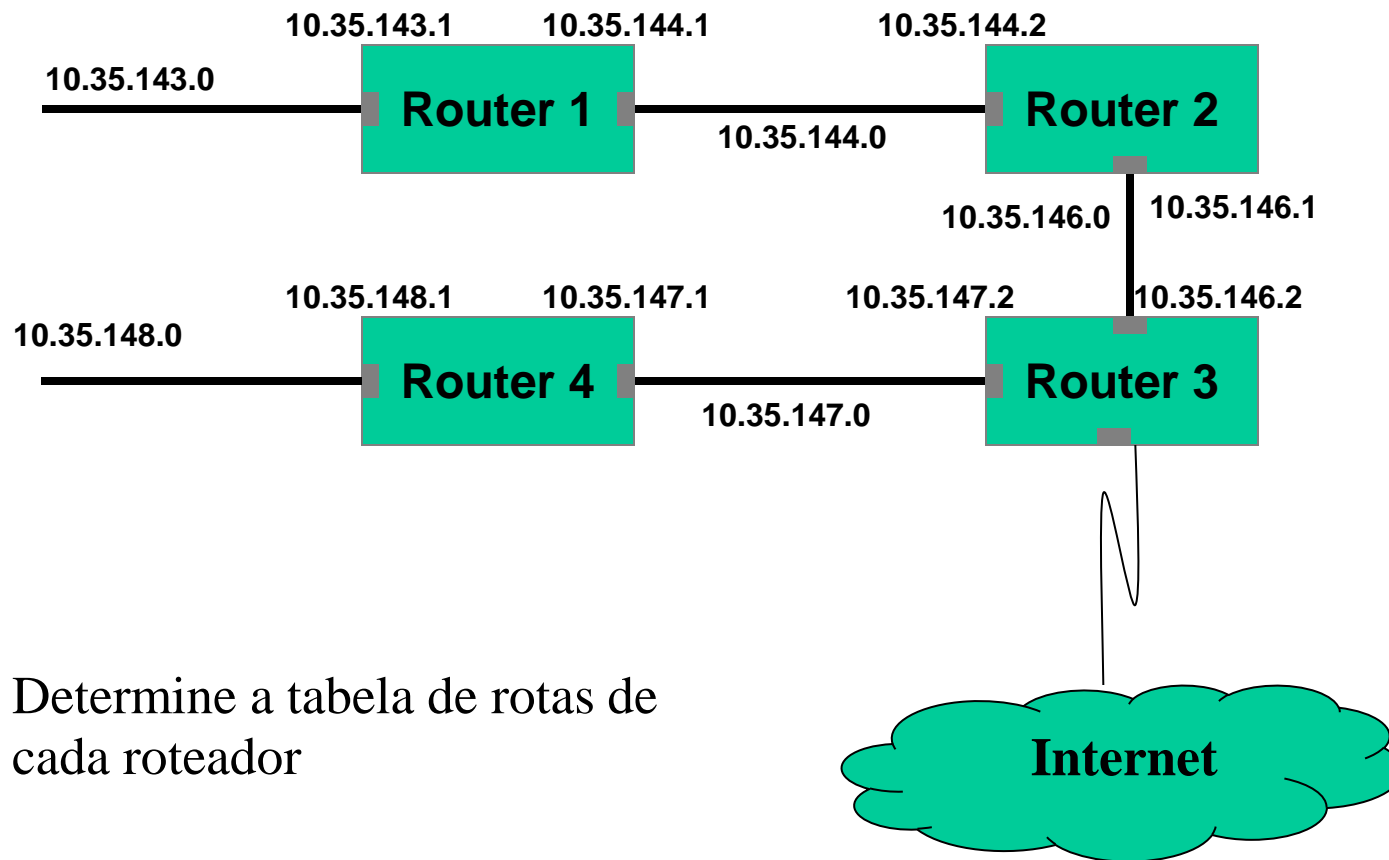 10.35.143.1 10.35.144.1 10.35.144.2
10.35.143.0
Router 1
Router 2
10.35.144.0
10.35.146.0
10.35.146.1
10.35.148.1 10.35.147.1 10.35.147.2 10.35.146.2
10.35.148.0
Router 4
Router 3
10.35.147.0
Determine a tabela de rotas de
cada roteador
Internet